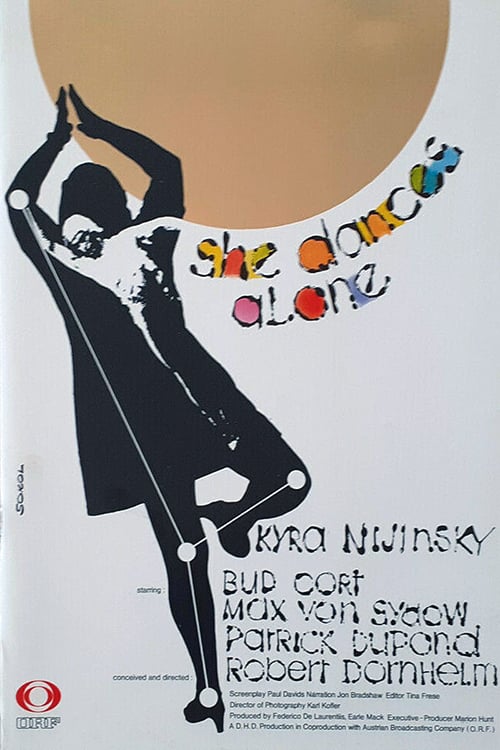 she dances
alone
SOKOL
KYRA NIJINSKY
starring :
BUD CORT
MAX VON SYDOW
PATRICK DUPOND
conceived and directed :
ROBERT DORNHELM
Screenplay Paul Davids Narration Jon Bradshaw Editor Tina Frese
Director of Photography Karl Kofler
Produced by Federico De Laurentiis, Earle Mack Executive - Producer Marion Hunt
A D.H.D. Production in Coproduction with Austrian Broadcasting Company (O.R.F.)
ORF